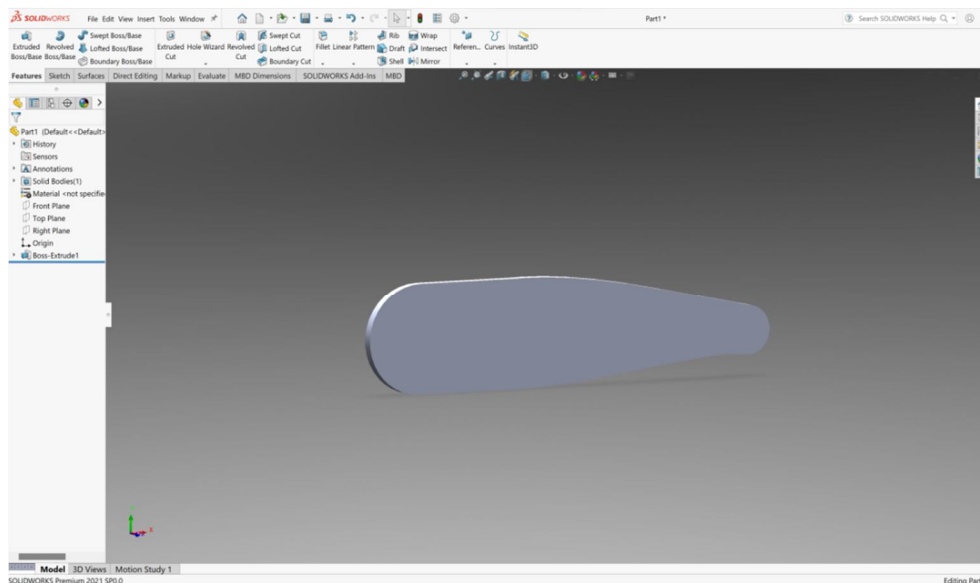 SOLIDWORKS File Edit View Insert Tools Window Part1 * Search SOLIDWORKS Help
Extruded Boss/Base Revolved Boss/Base Swept Boss/Base Lofted Boss/Base Boundary Boss/Base Extruded Cut Hole Wizard Revolved Cut Swept Cut Lofted Cut Boundary Cut Fillet Linear Pattern Rib Draft Shell Wrap Intersect Mirror Referen... Curves Instant3D
Features Sketch Surfaces Direct Editing Markup Evaluate MBD Dimensions SOLIDWORKS Add-Ins MBD
Part1 (Default<<Default>
History
Sensors
Annotations
Solid Bodies(1)
Material <not specifie
Front Plane
Top Plane
Right Plane
Origin
Boss-Extrude1
Model 3D Views Motion Study 1
SOLIDWORKS Premium 2021 SP0.0 Editing Part